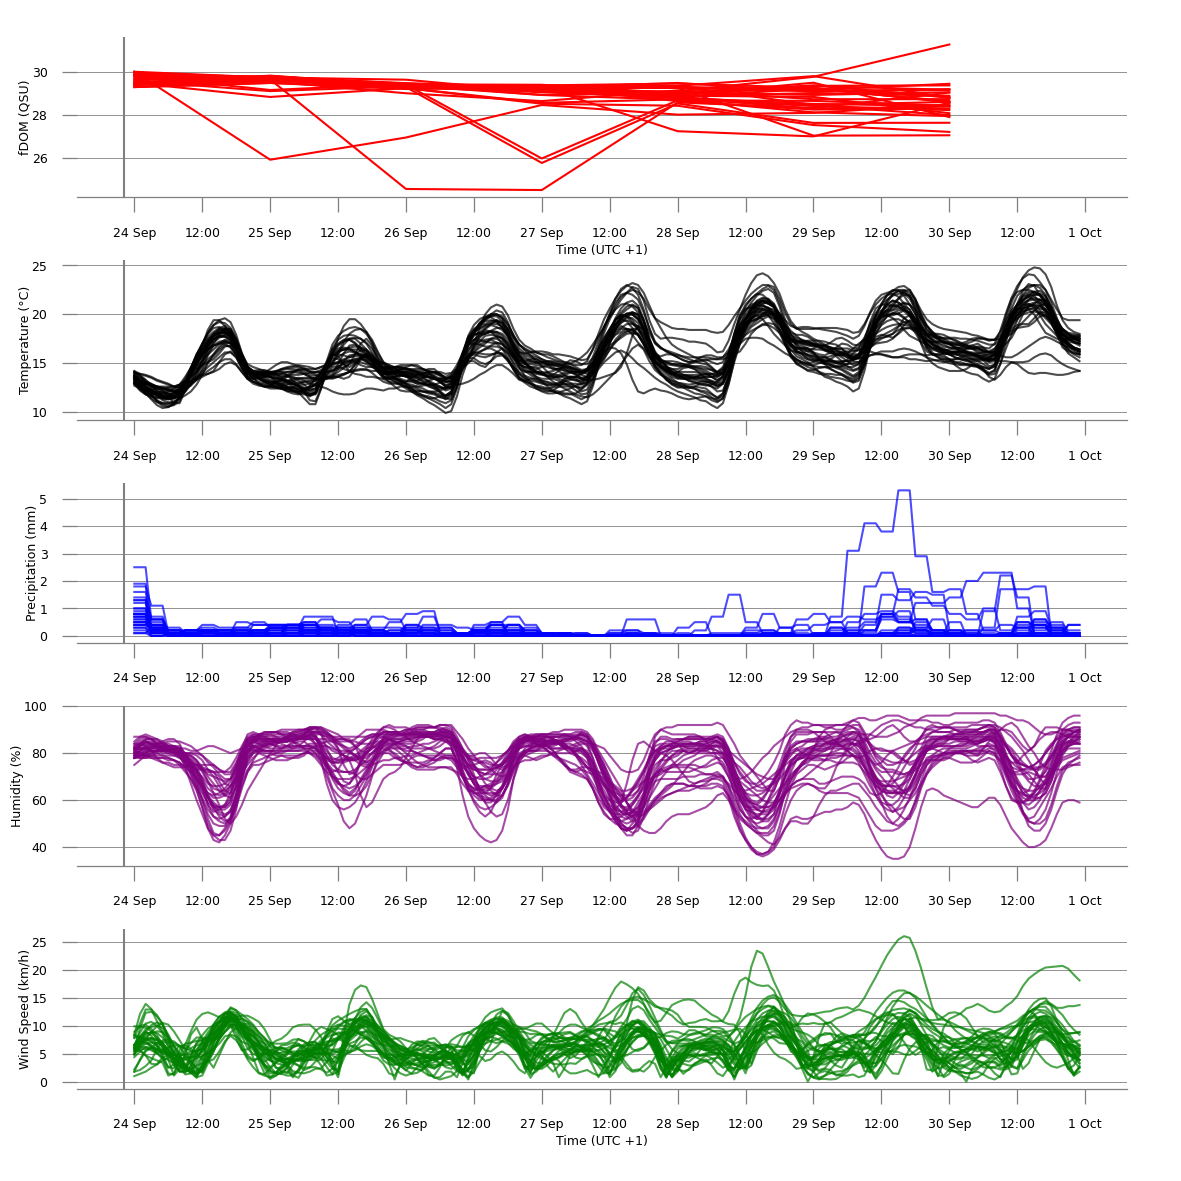 30
28
26
fDOM (QSU)
24 Sep 12:00 25 Sep 12:00 26 Sep 12:00 27 Sep 12:00 28 Sep 12:00 29 Sep 12:00 30 Sep 12:00 1 Oct
Time (UTC +1)
25
20
15
10
Temperature (°C)
24 Sep 12:00 25 Sep 12:00 26 Sep 12:00 27 Sep 12:00 28 Sep 12:00 29 Sep 12:00 30 Sep 12:00 1 Oct
5
4
3
2
1
0
Precipitation (mm)
24 Sep 12:00 25 Sep 12:00 26 Sep 12:00 27 Sep 12:00 28 Sep 12:00 29 Sep 12:00 30 Sep 12:00 1 Oct
100
80
60
40
Humidity (%)
24 Sep 12:00 25 Sep 12:00 26 Sep 12:00 27 Sep 12:00 28 Sep 12:00 29 Sep 12:00 30 Sep 12:00 1 Oct
25
20
15
10
5
0
Wind Speed (km/h)
24 Sep 12:00 25 Sep 12:00 26 Sep 12:00 27 Sep 12:00 28 Sep 12:00 29 Sep 12:00 30 Sep 12:00 1 Oct
Time (UTC +1)